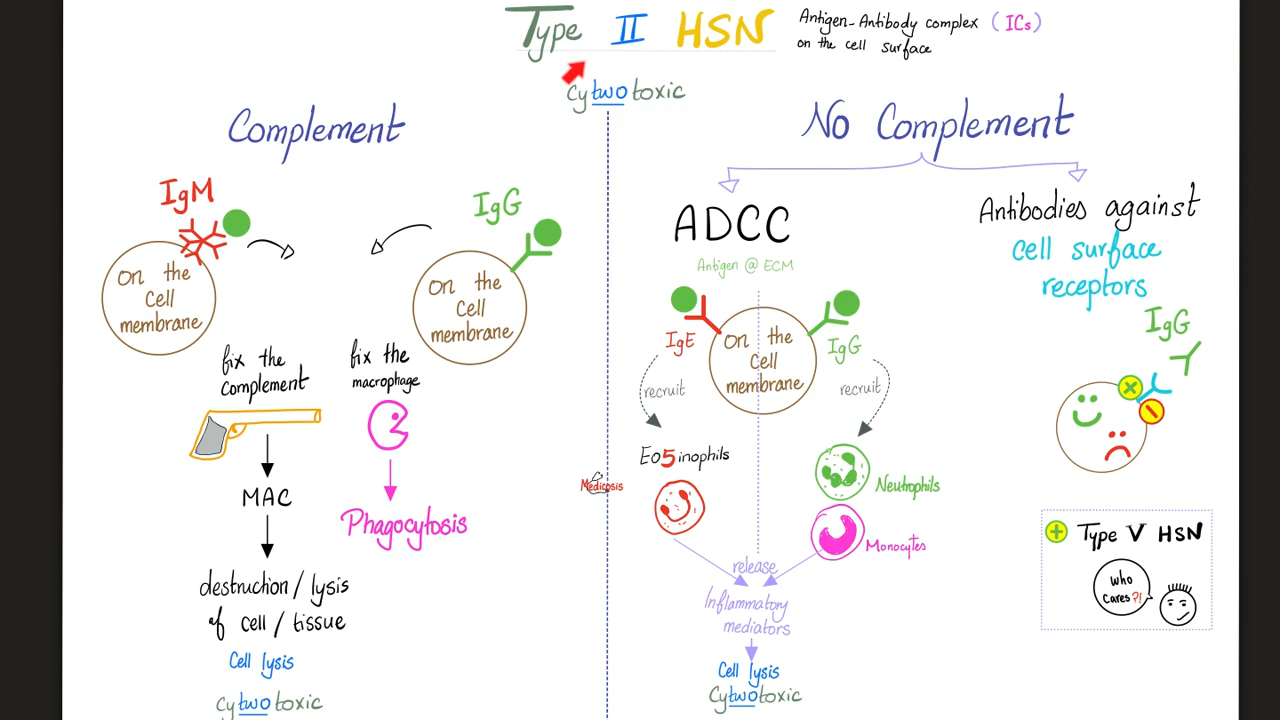 Type II HSN
Antigen-Antibody complex (ICs)
on the cell surface
Cytwotoxic
Complement
IgM
IgG
on the
Cell
membrane
on the
Cell
membrane
fix the
complement
fix the
macrophage
MAC
Phagocytosis
destruction/lysis
of cell/tissue
Cell lysis
Cytwotoxic
Medicosis
No Complement
ADCC
Antigen @ ECM
IgE
IgG
on the
Cell
membrane
recruit
recruit
Eo5inophils
Neutrophils
Monocytes
release
Inflammatory
mediators
Cell lysis
Cytwotoxic
Antibodies against
cell surface
receptors
IgG
+ Type V HSN
who
cares?!